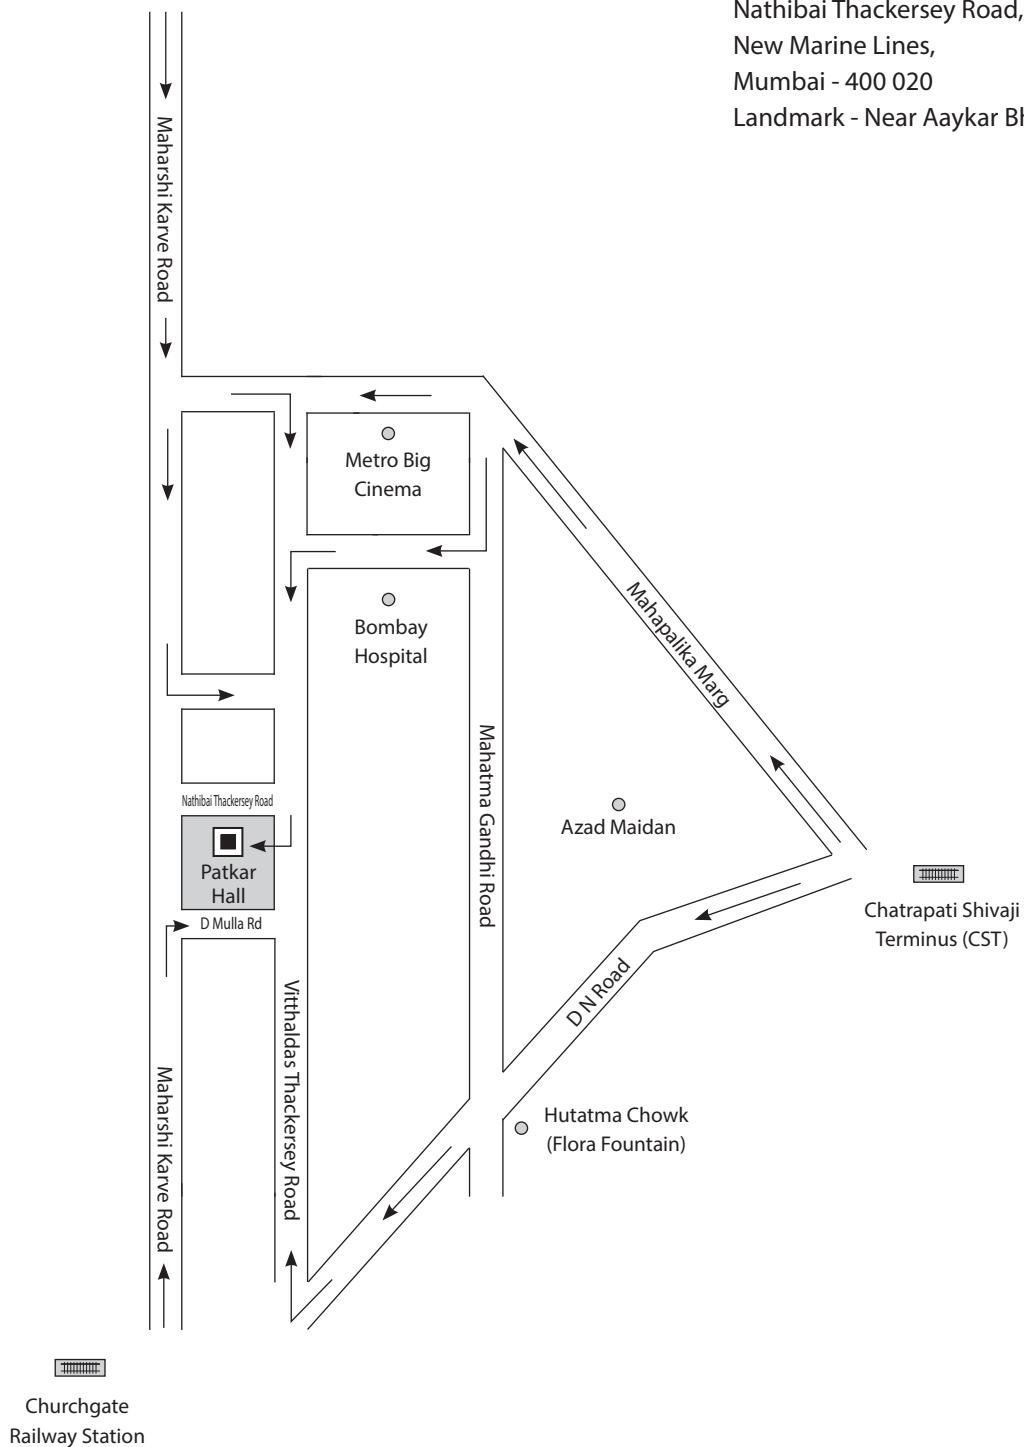 Nathibai Thackersey Road,
New Marine Lines,
Mumbai - 400 020
Landmark - Near Aaykar
Maharshi Karve Road
Metro Big
Cinema
Bombay
Hospital
Mahapalika Marg
Mahatma Gandhi Road
Azad Maidan
Nathibai Thackersey Road
Patkar
Hall
D Mulla Rd
Chatrapati Shivaji
Terminus (CST)
D N Road
Vitthaldas Thackersey Road
Maharshi Karve Road
Hutatma Chowk
(Flora Fountain)
Churchgate
Railway Station